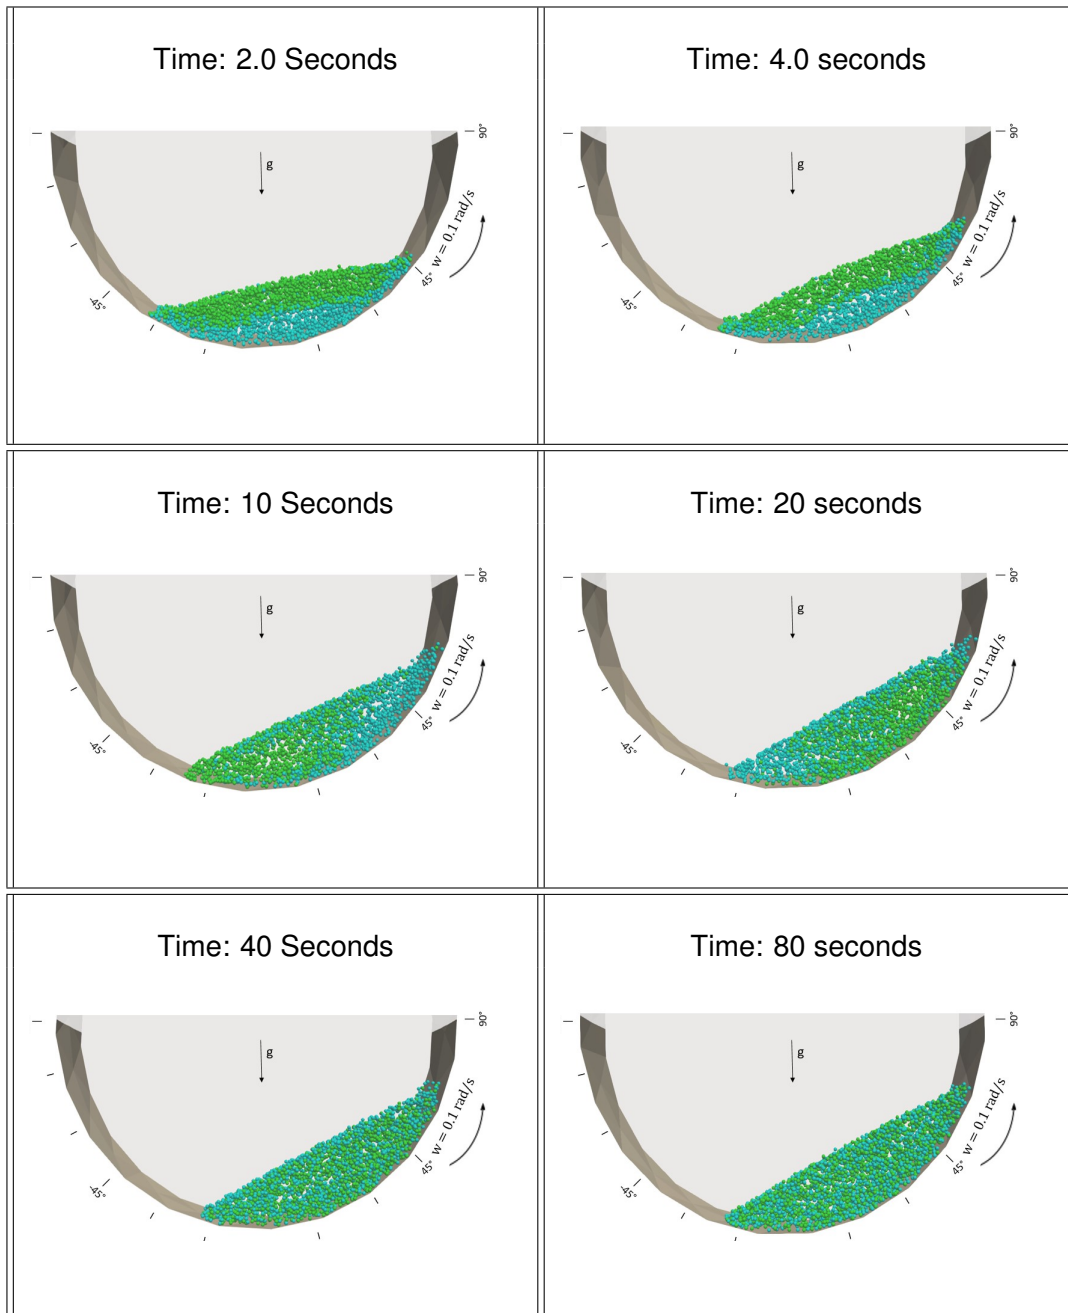 Time: 2.0 Seconds
g
90°
w = 0.1 rad/s
45°
-45°
Time: 4.0 seconds
g
90°
w = 0.1 rad/s
45°
-45°
Time: 10 Seconds
g
90°
w = 0.1 rad/s
45°
-45°
Time: 20 seconds
g
90°
w = 0.1 rad/s
45°
-45°
Time: 40 Seconds
g
90°
w = 0.1 rad/s
45°
-45°
Time: 80 seconds
g
90°
w = 0.1 rad/s
45°
-45°